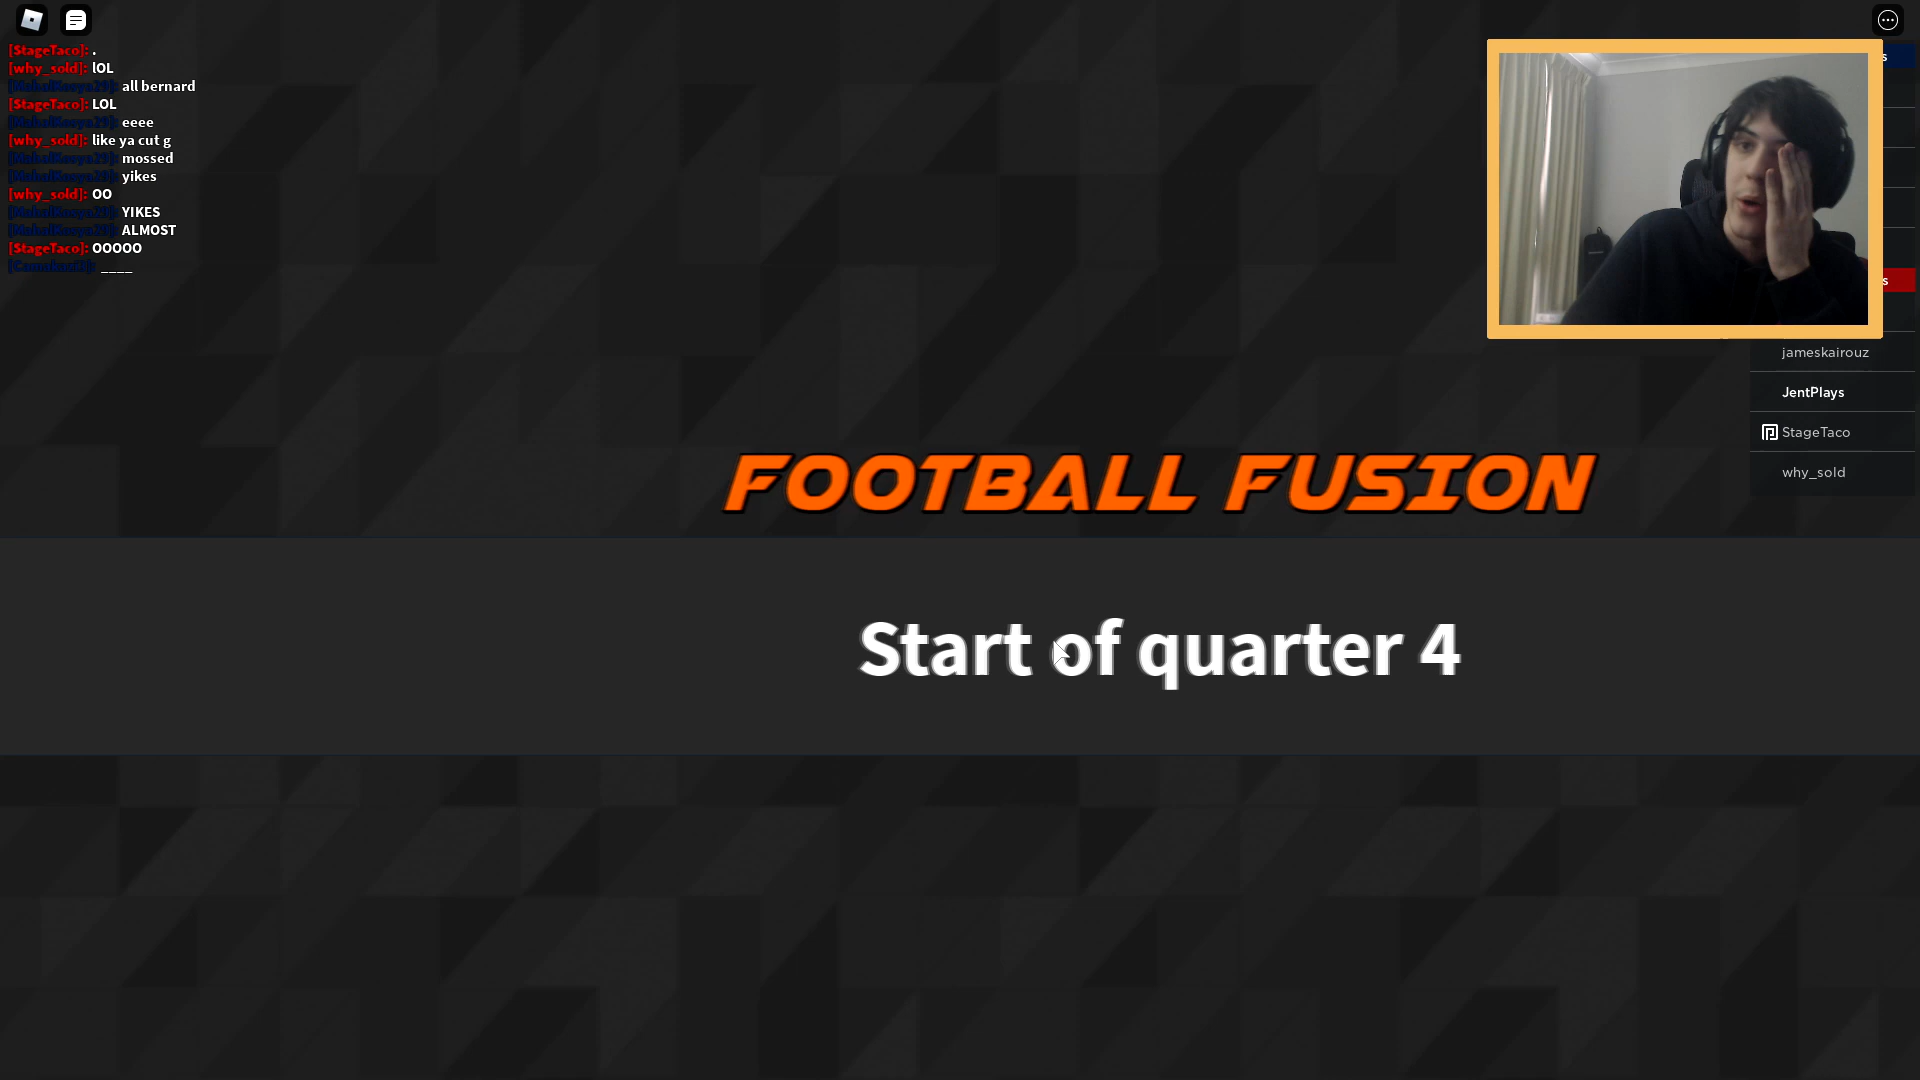 [StageTaco]: .
[why_sold]: lOL
all bernard
[StageTaco]: LOL
eeee
[why_sold]: like ya cut g
mossed
yikes
[why_sold]: OO
YIKES
ALMOST
[StageTaco]: OOOOO
____
s
s
jameskairouz
JentPlays
StageTaco
why_sold
FOOTBALL FUSION
Start of quarter 4